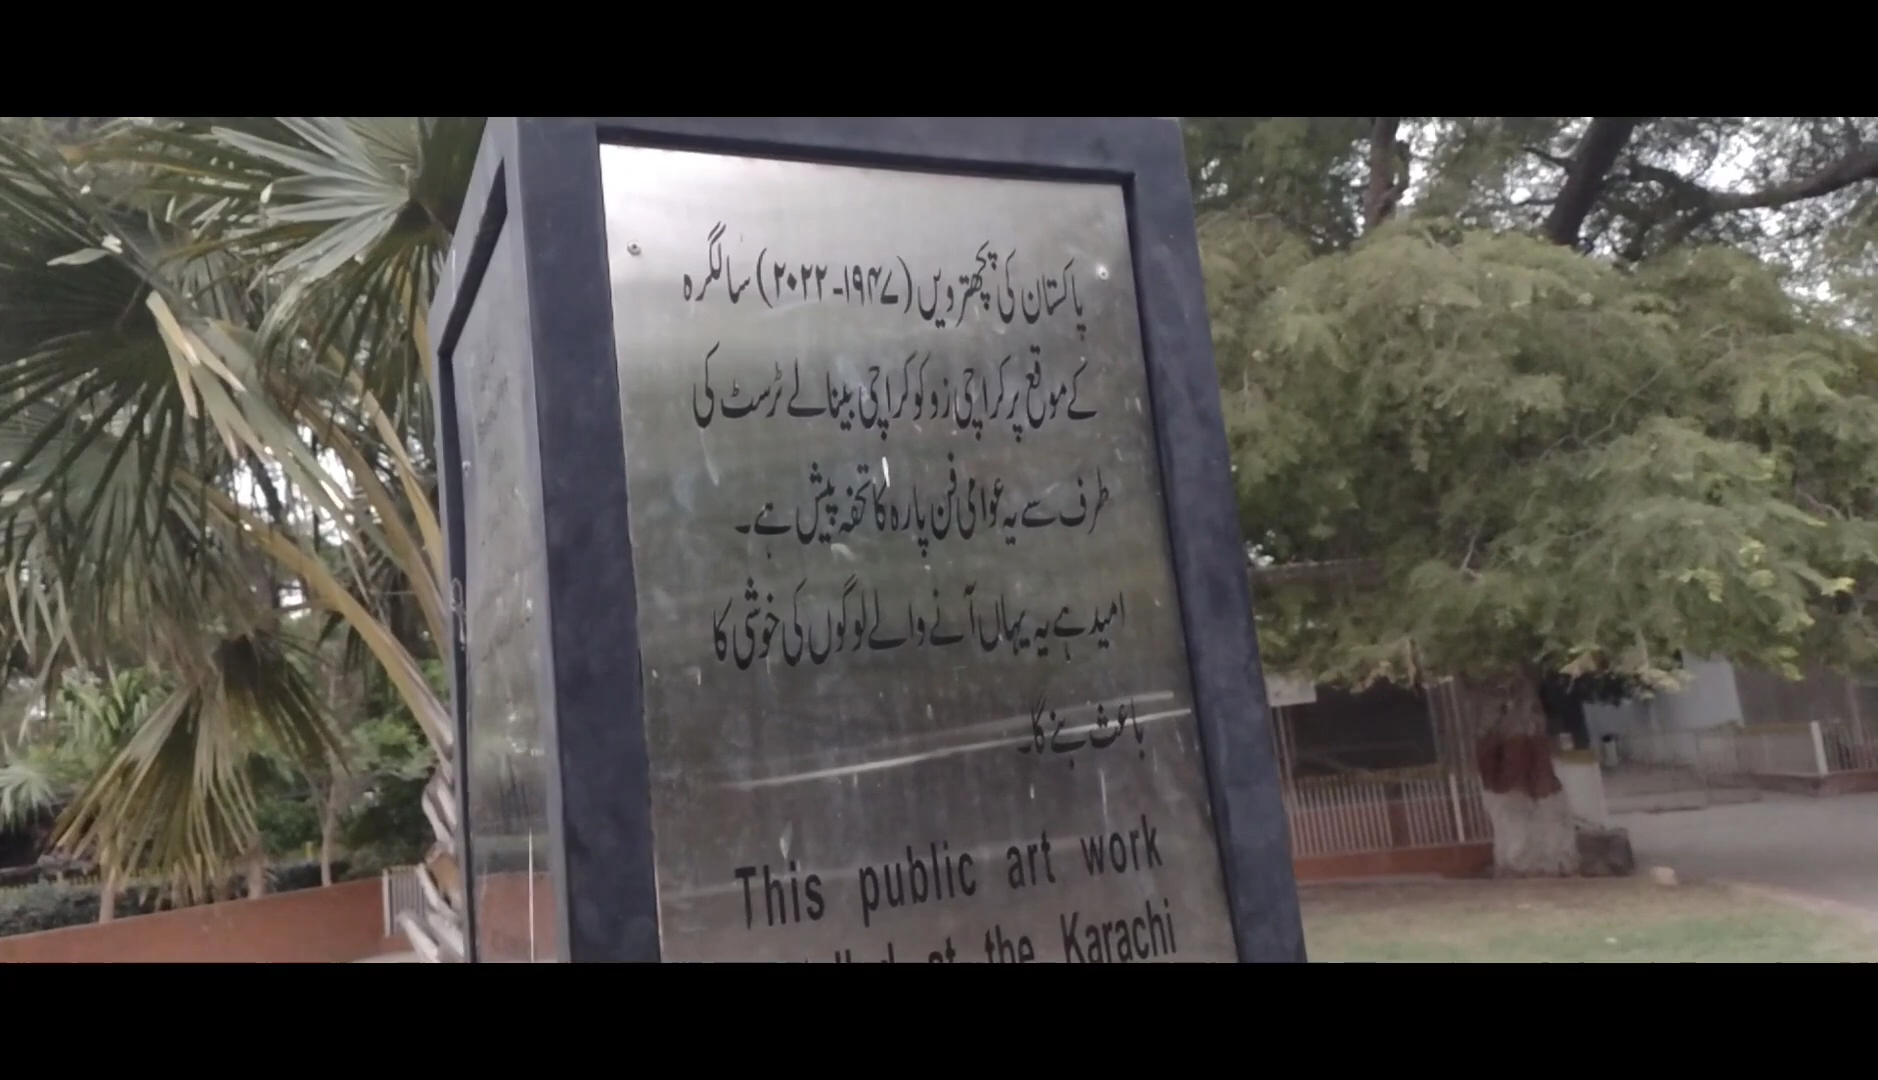 پاکستان کی پچھترویں (۱۹۴۷-۲۰۲۲) سالگرہ
کے موقع پر کراچی زو کو کراچی بینالے ٹرسٹ کی
طرف سے یہ عوامی فن پارہ کا تحفہ پیش ہے۔
امید ہے یہ یہاں آنے والے لوگوں کی خوشی کا
باعث بنے گا۔
This public art work
at the Karachi